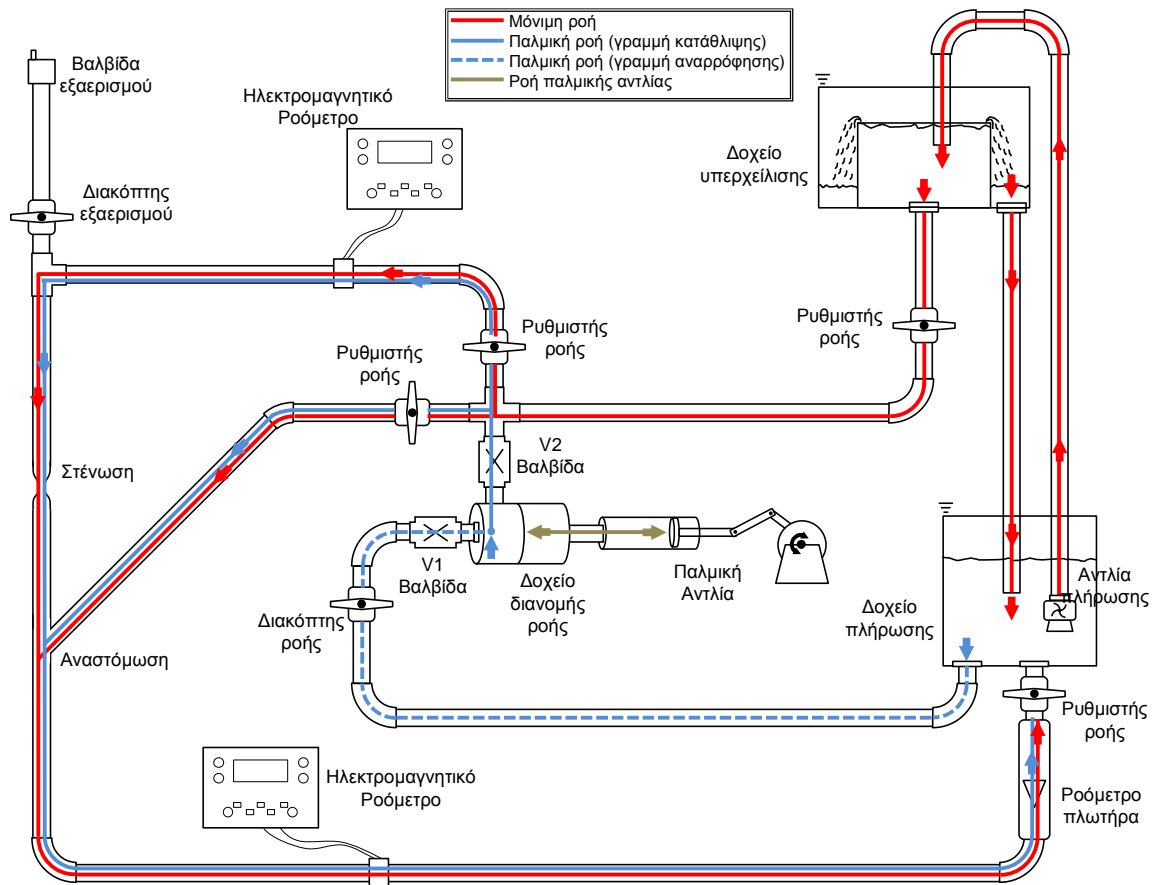 Μόνιμη ροή
Παλμική ροή (γραμμή κατάθλιψης)
Παλμική ροή (γραμμή αναρρόφησης)
Ροή παλμικής αντλίας
Βαλβίδα
εξαερισμού
Ηλεκτρομαγνητικό
Ροόμετρο
Δοχείο
υπερχείλισης
Διακόπτης
εξαερισμού
Ρυθμιστής
ροής
Ρυθμιστής
ροής
Ρυθμιστής
ροής
Στένωση
V2
Βαλβίδα
V1
Βαλβίδα
Δοχείο
διανομής
ροής
Παλμική
Αντλία
Αντλία
πλήρωσης
Δοχείο
πλήρωσης
Διακόπτης
ροής
Αναστόμωση
Ρυθμιστής
ροής
Ηλεκτρομαγνητικό
Ροόμετρο
Ροόμετρο
πλωτήρα